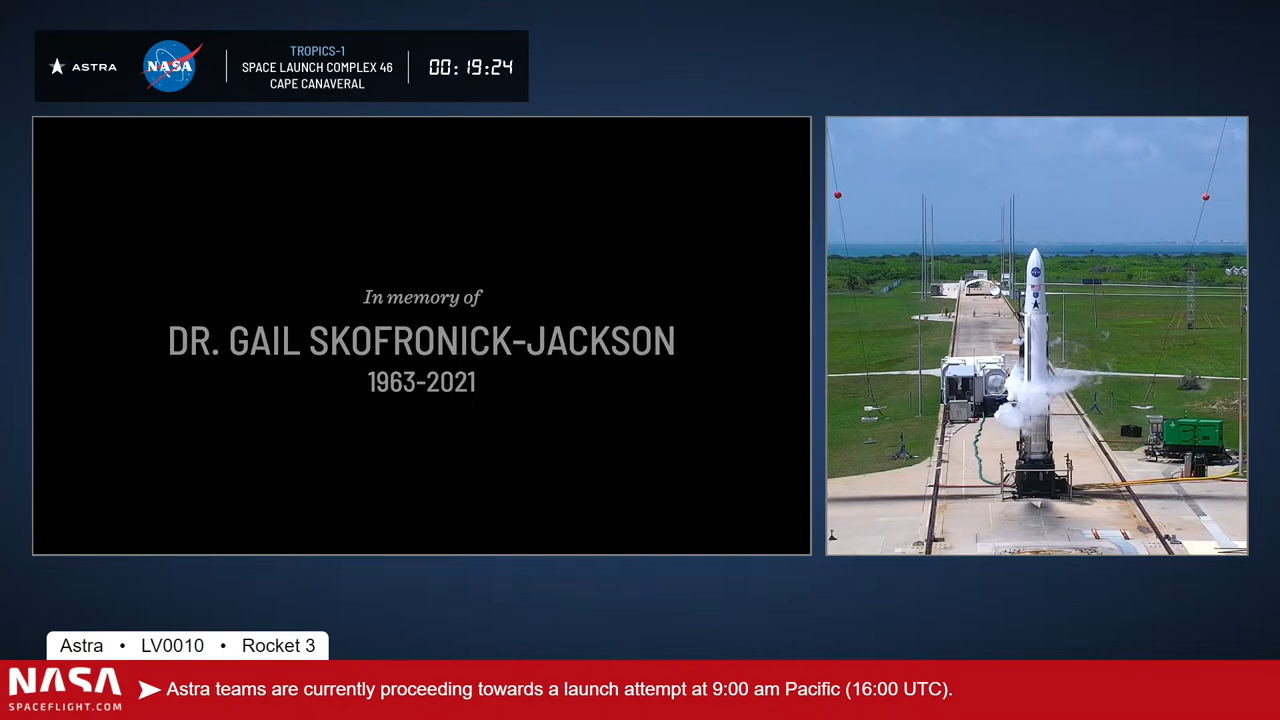 ASTRA
NASA
TROPICS-1
SPACE LAUNCH COMPLEX 46
CAPE CANAVERAL
00:19:24
In memory of
DR. GAIL SKOFRONICK-JACKSON
1963-2021
Astra • LV0010 • Rocket 3
NASA
SPACEFLIGHT.COM
Astra teams are currently proceeding towards a launch attempt at 9:00 am Pacific (16:00 UTC).